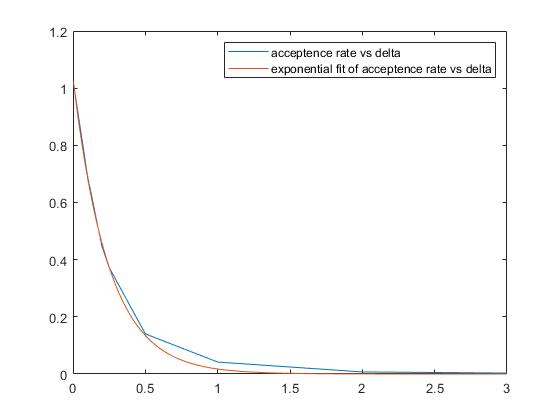 acceptence rate vs delta
exponential fit of acceptence rate vs delta
1.2
1
0.8
0.6
0.4
0.2
0
0 0.5 1 1.5 2 2.5 3